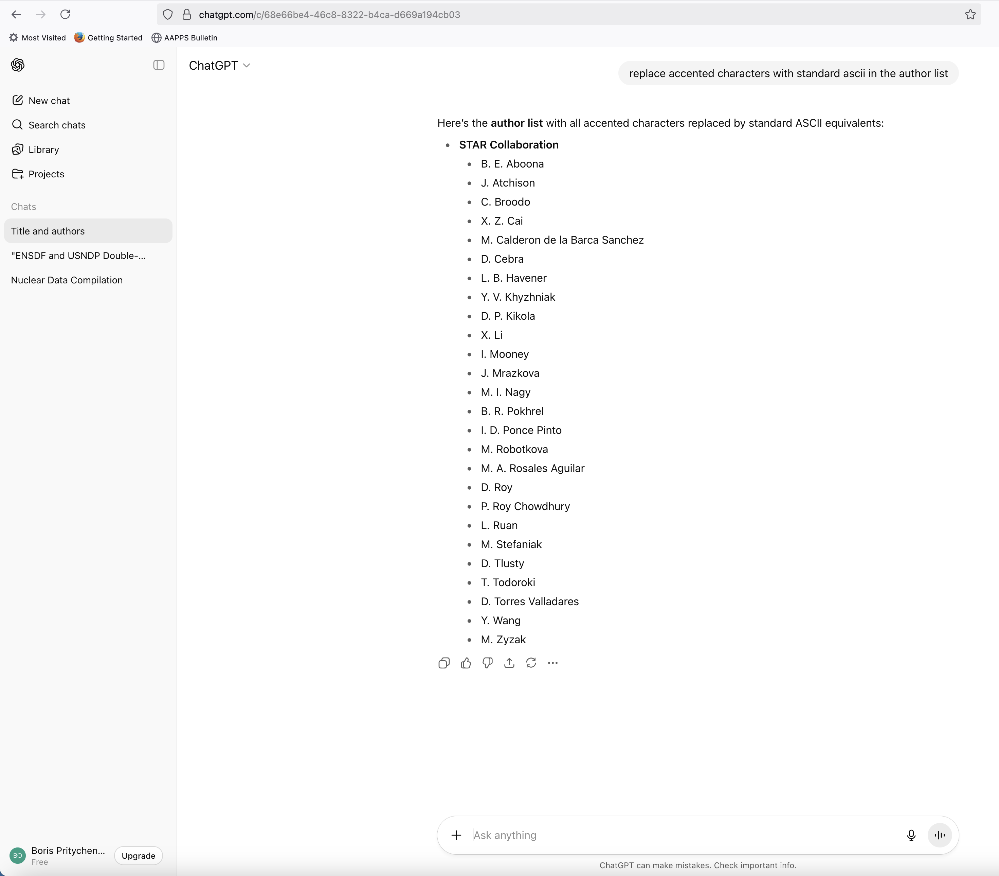 chatgpt.com/c/68e66be4-46c8-8322-b4ca-d669a194cb03
Most Visited
Getting Started
AAPPS Bulletin
ChatGPT
New chat
Search chats
Library
Projects
Chats
Title and authors
"ENSDF and USNDP Double-...
Nuclear Data Compilation
replace accented characters with standard ascii in the author list
Here’s the author list with all accented characters replaced by standard ASCII equivalents:
STAR Collaboration
B. E. Aboona
J. Atchison
C. Broodo
X. Z. Cai
M. Calderon de la Barca Sanchez
D. Cebra
L. B. Havener
Y. V. Khyzhniak
D. P. Kikola
X. Li
I. Mooney
J. Mrazkova
M. I. Nagy
B. R. Pokhrel
I. D. Ponce Pinto
M. Robotkova
M. A. Rosales Aguilar
D. Roy
P. Roy Chowdhury
L. Ruan
M. Stefaniak
D. Tlusty
T. Todoroki
D. Torres Valladares
Y. Wang
M. Zyzak
Ask anything
BO
Boris Pritychen...
Free
Upgrade
ChatGPT can make mistakes. Check important info.